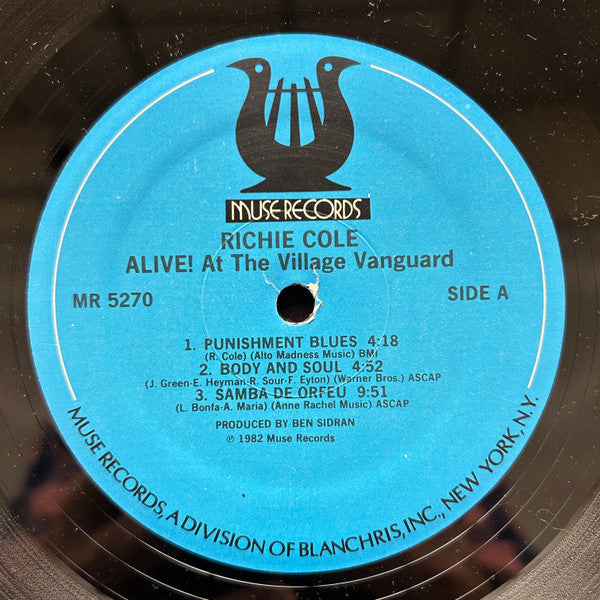 MUSE·RECORDS
RICHIE COLE
ALIVE! At The Village Vanguard
MR 5270
SIDE A
1. PUNISHMENT BLUES 4:18
(R. Cole) (Alto Madness Music) BMI
2. BODY AND SOUL 4:52
(J. Green-E. Heyman-R. Sour-F. Eyton) (Warner Bros.) ASCAP
3. SAMBA DE ORFEU 9:51
(L. Bonfa-A. Maria) (Anne Rachel Music) ASCAP
PRODUCED BY BEN SIDRAN
℗ 1982 Muse Records
MUSE RECORDS, A DIVISION OF BLANCHRIS, INC., NEW YORK, N.Y.